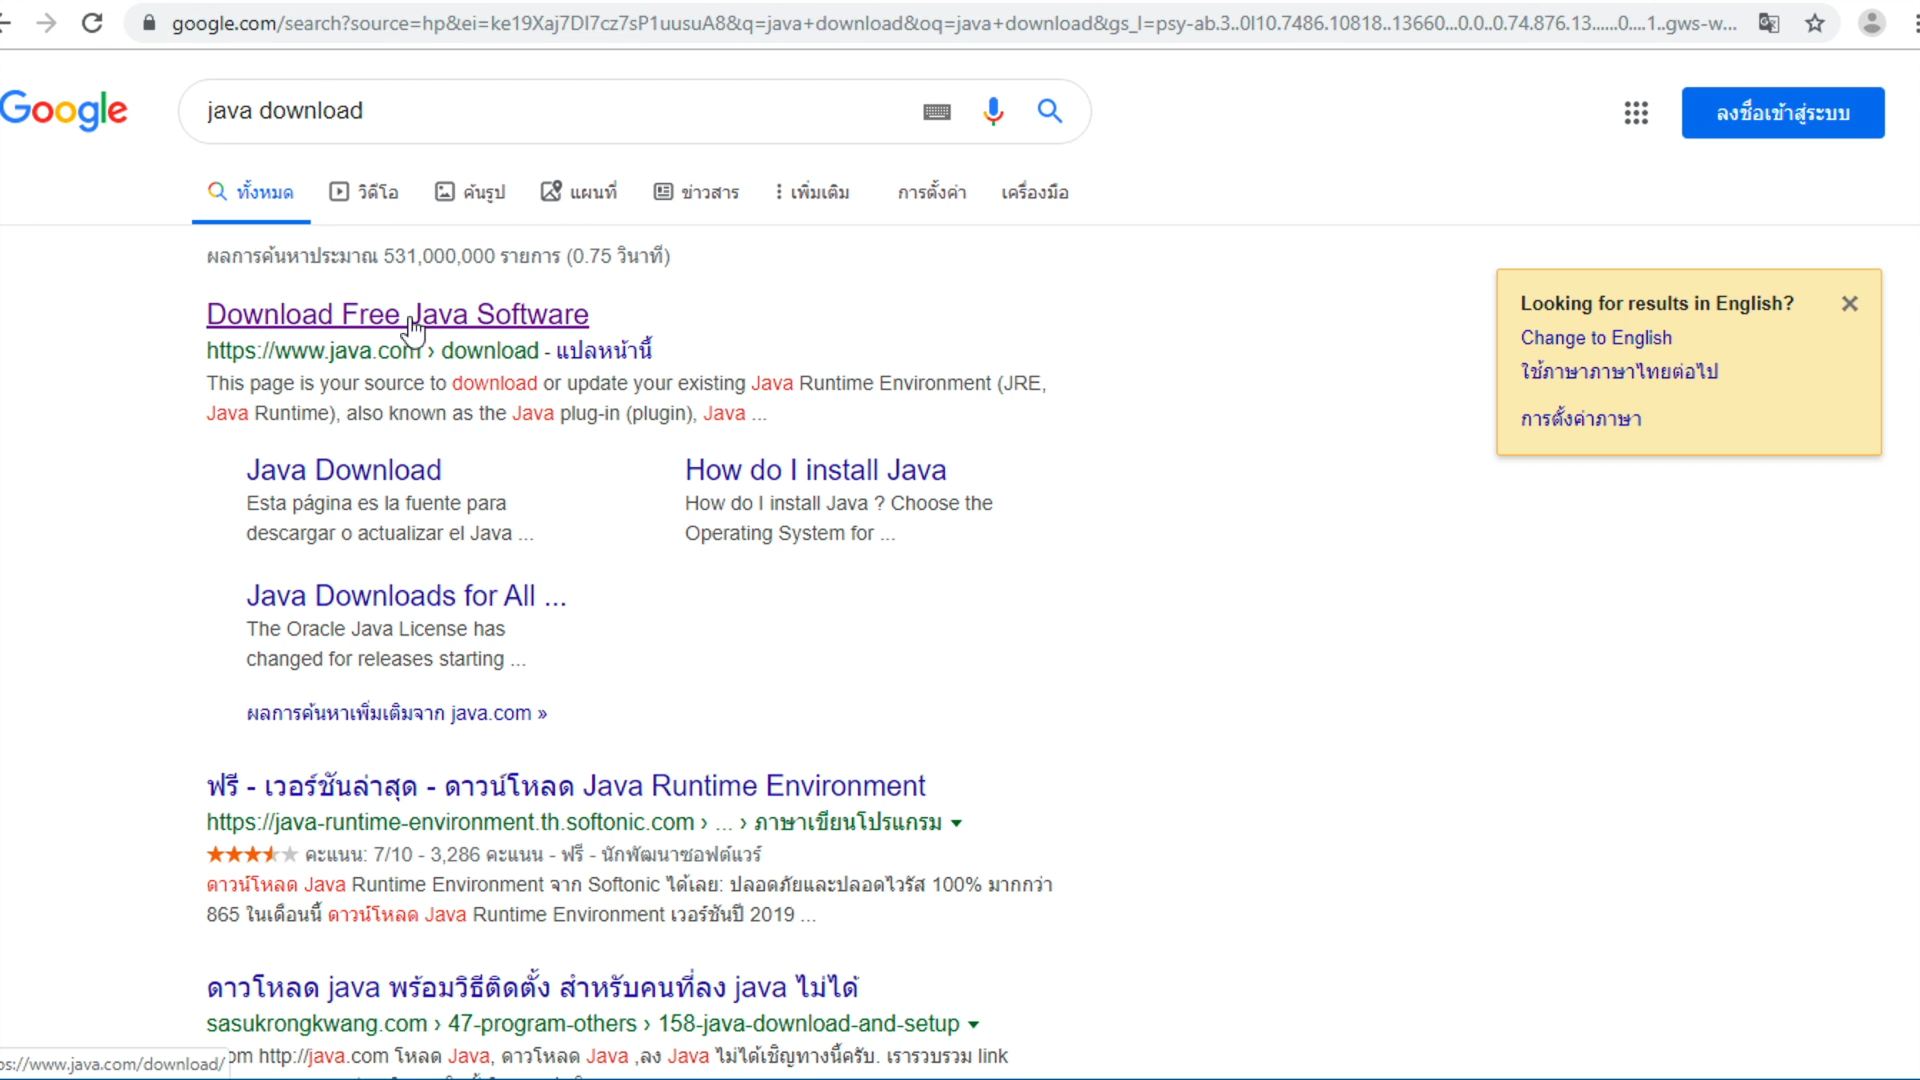 google.com/search?source=hp&ei=ke19Xaj7DI7cz7sP1uusuA8&q=java+download&oq=java+download&gs_l=psy-ab.3..0l10.7486.10818..13660...0.0..0.74.876.13......0....1..gws-w...
Google
java download
ลงชื่อเข้าสู่ระบบ
ทั้งหมด วิดีโอ ค้นรูป แผนที่ ข่าวสาร เพิ่มเติม การตั้งค่า เครื่องมือ
ผลการค้นหาประมาณ 531,000,000 รายการ (0.75 วินาที)
Download Free Java Software
https://www.java.com › download - แปลหน้านี้
This page is your source to download or update your existing Java Runtime Environment (JRE,
Java Runtime), also known as the Java plug-in (plugin), Java ...
Java Download
Esta página es la fuente para
descargar o actualizar el Java ...
How do I install Java
How do I install Java ? Choose the
Operating System for ...
Java Downloads for All ...
The Oracle Java License has
changed for releases starting ...
ผลการค้นหาเพิ่มเติมจาก java.com »
ฟรี - เวอร์ชันล่าสุด - ดาวน์โหลด Java Runtime Environment
https://java-runtime-environment.th.softonic.com › ... › ภาษาเขียนโปรแกรม
คะแนน: 7/10 - 3,286 คะแนน - ฟรี - นักพัฒนาซอฟต์แวร์
ดาวน์โหลด Java Runtime Environment จาก Softonic ได้เลย: ปลอดภัยและปลอดไวรัส 100% มากกว่า
865 ในเดือนนี้ ดาวน์โหลด Java Runtime Environment เวอร์ชันปี 2019 ...
ดาวโหลด java พร้อมวิธีติดตั้ง สำหรับคนที่ลง java ไม่ได้
sasukrongkwang.com › 47-program-others › 158-java-download-and-setup
om http://java.com โหลด Java, ดาวโหลด Java ,ลง Java ไม่ได้เชิญทางนี้ครับ. เรารวบรวม link
ps://www.java.com/download/
Looking for results in English?
Change to English
ใช้ภาษาภาษาไทยต่อไป
การตั้งค่าภาษา